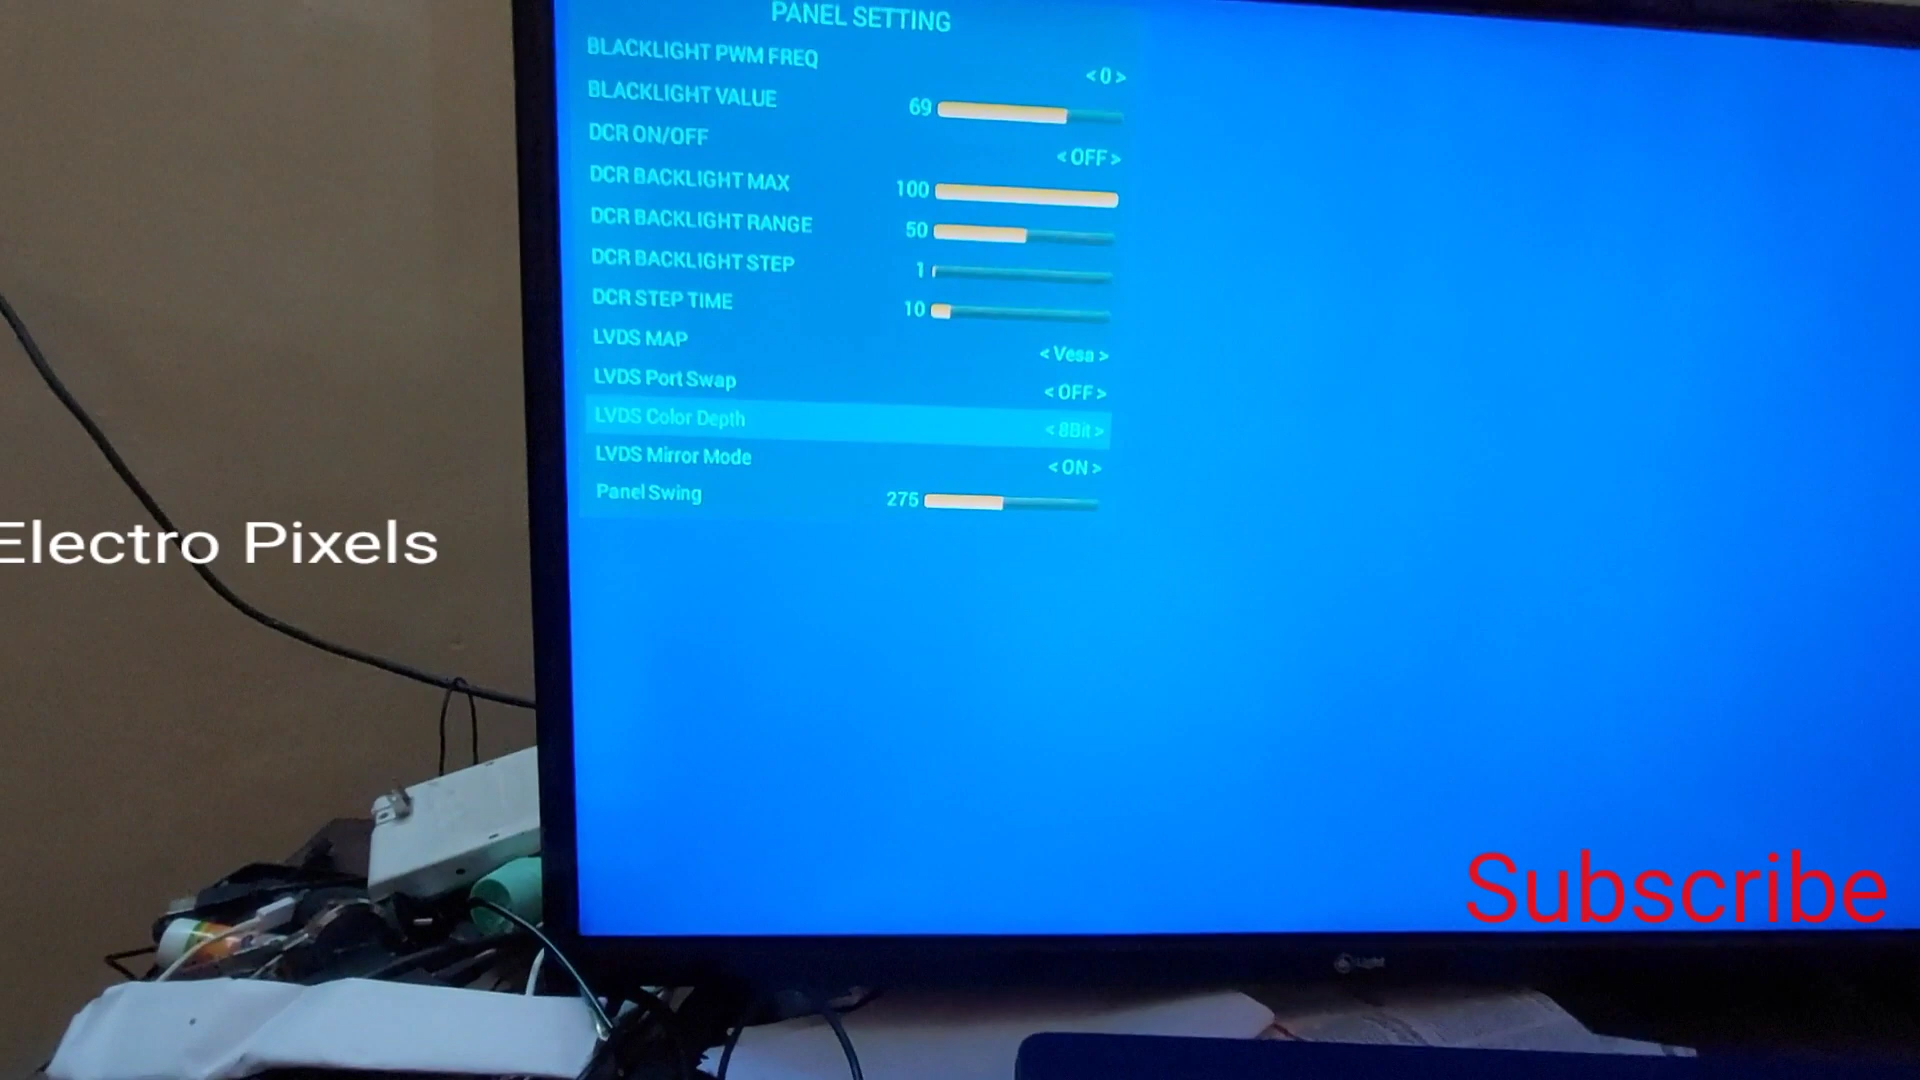 PANEL SETTING
BLACKLIGHT PWM FREQ <0>
BLACKLIGHT VALUE 69
DCR ON/OFF <OFF>
DCR BACKLIGHT MAX 100
DCR BACKLIGHT RANGE 50
DCR BACKLIGHT STEP 1
DCR STEP TIME 10
LVDS MAP <Vesa>
LVDS Port Swap <OFF>
LVDS Color Depth <8Bit>
LVDS Mirror Mode <ON>
Panel Swing 275
Electro Pixels
Subscribe
Light